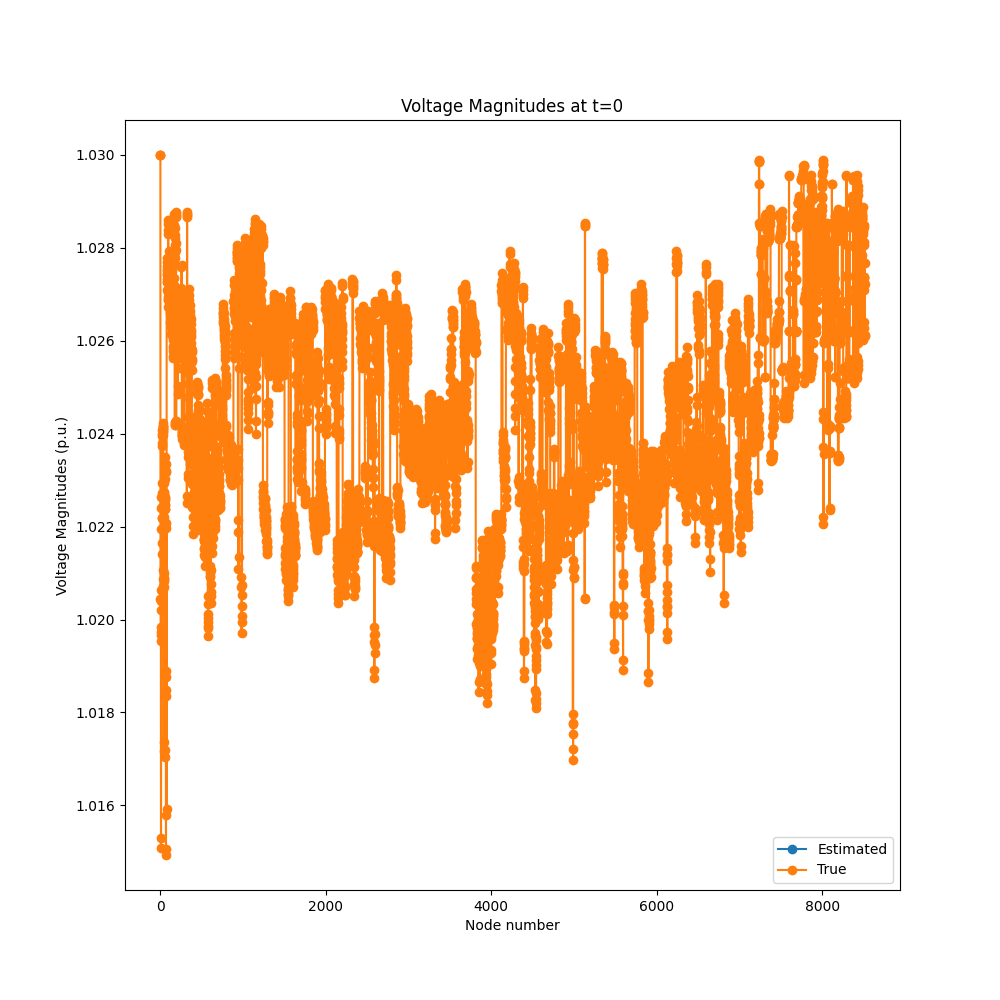 Voltage Magnitudes at t=0
1.030
1.028
1.026
1.024
1.022
1.020
1.018
1.016
Voltage Magnitudes (p.u.)
0
2000
4000
6000
8000
Node number
Estimated
True